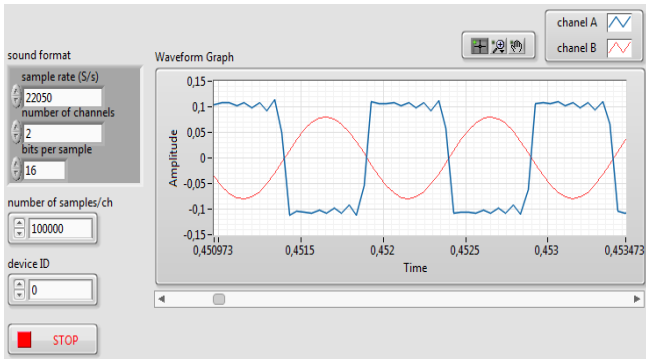 chanel A
chanel B
sound format
sample rate (S/s)
22050
number of channels
2
bits per sample
16
number of samples/ch
100000
device ID
0
STOP
Waveform Graph
Amplitude
0,15
0,1
0,05
0
-0,05
-0,1
-0,15
0,450973
0,4515
0,452
0,4525
0,453
0,453473
Time